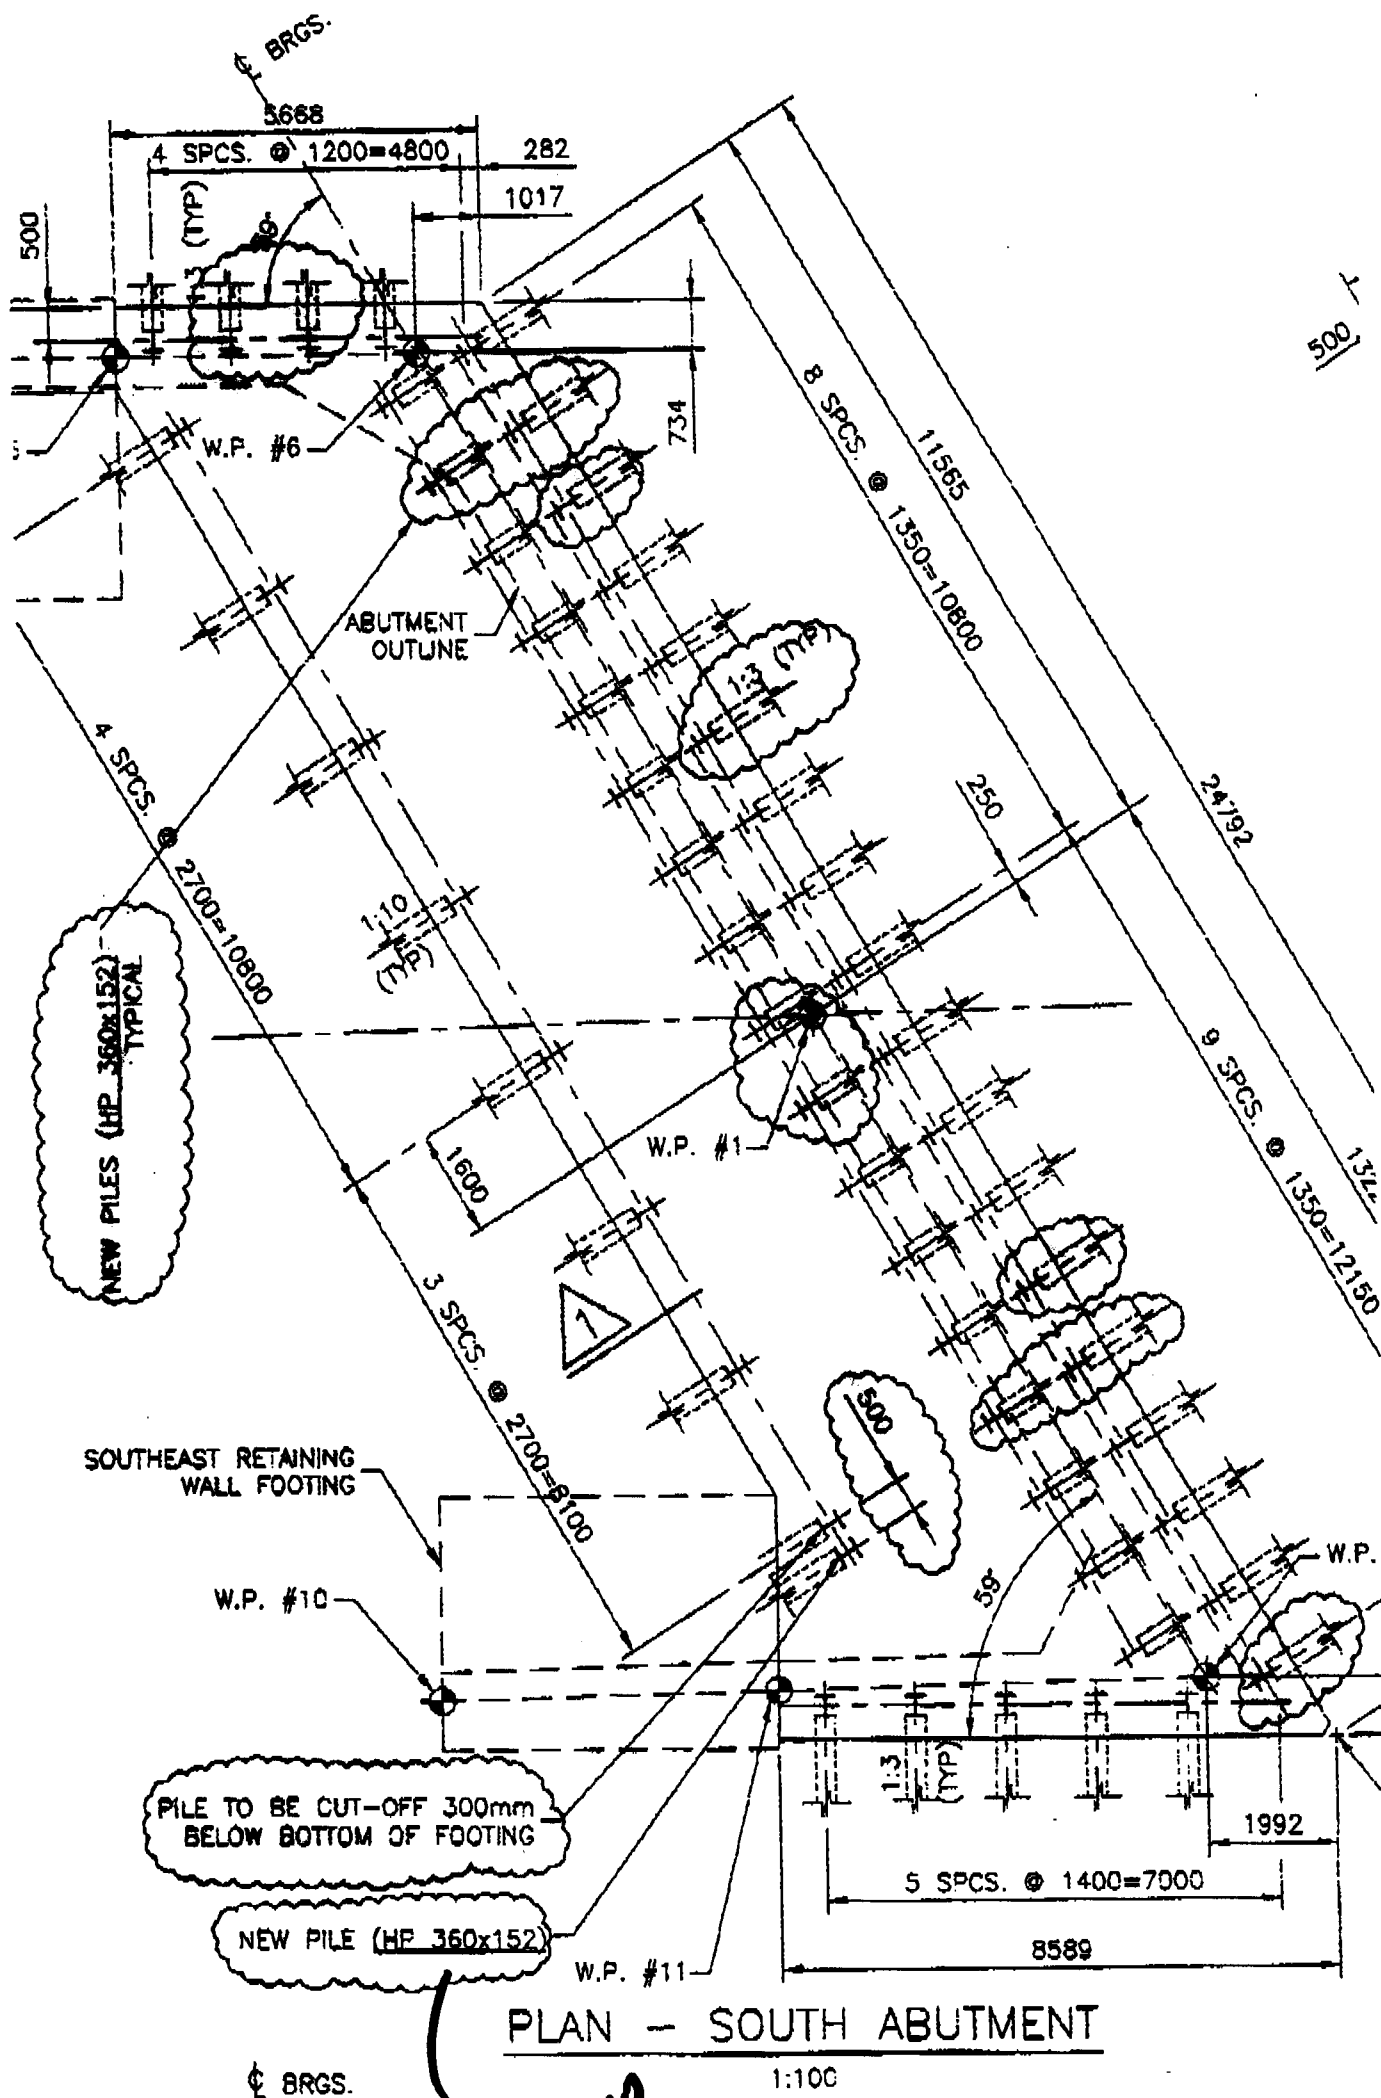 ℄ BRGS.
5668
4 SPCS. @ 1200=4800
282
1017
500
(TYP)
59°
734
W.P. #6
500
8 SPCS. @ 1350=10800
11565
24792
ABUTMENT
OUTLINE
1:3 (TYP)
250
4 SPCS. @ 2700=10800
1:10
(TYP)
NEW PILES (HP 360x152)
TYPICAL
W.P. #1
1600
9 SPCS. @ 1350=12150
3 SPCS. @ 2700=8100
1
500
SOUTHEAST RETAINING
WALL FOOTING
59°
W.P.
W.P. #10
1:3
(TYP)
PILE TO BE CUT-OFF 300mm
BELOW BOTTOM OF FOOTING
1992
5 SPCS. @ 1400=7000
NEW PILE (HP 360x152)
8589
W.P. #11
PLAN - SOUTH ABUTMENT
1:100
℄ BRGS.